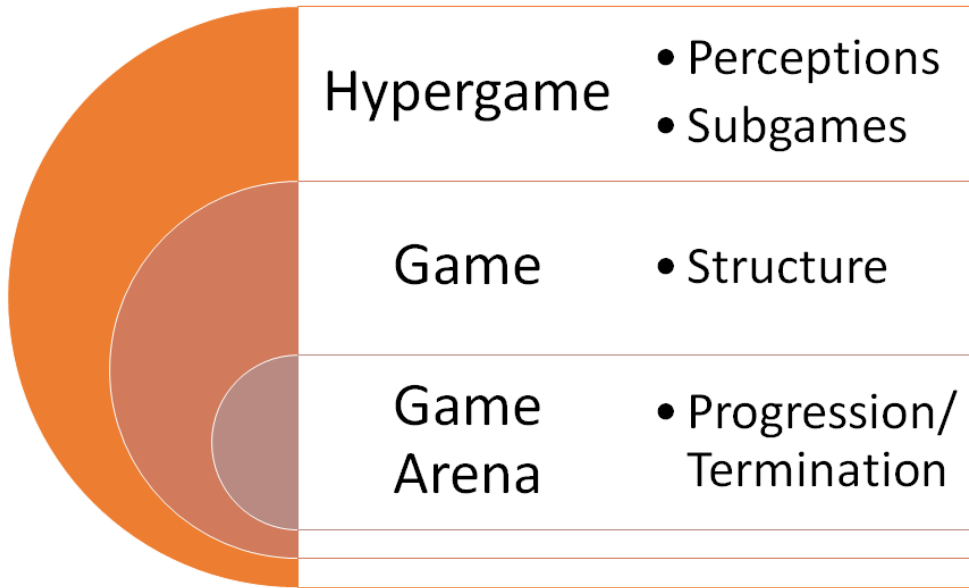 Hypergame
• Perceptions
• Subgames
Game
• Structure
Game
Arena
• Progression/
Termination